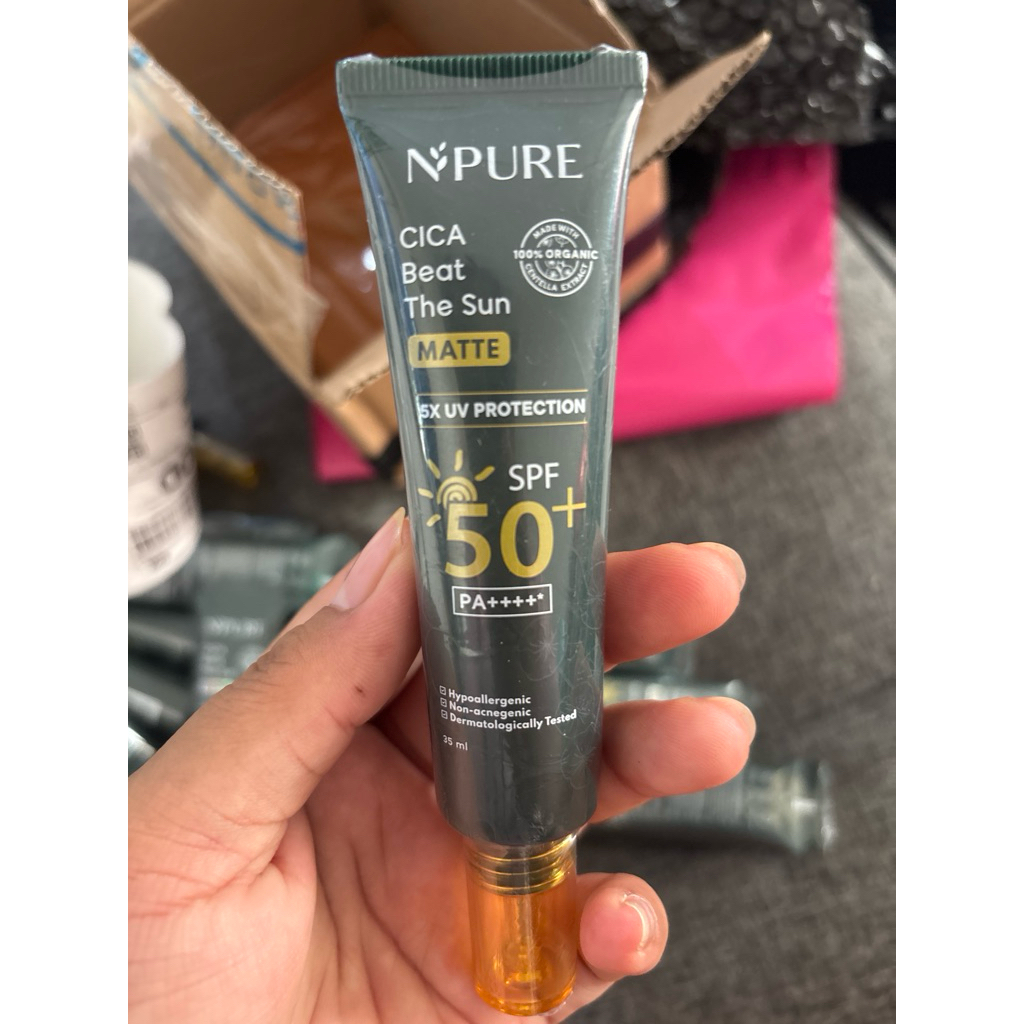 NPURE
CICA
Beat
The Sun
MADE WITH
100% ORGANIC
CENTELLA EXTRACT
MATTE
5X UV PROTECTION
SPF
50+
PA++++*
Hypoallergenic
Non-acnegenic
Dermatologically Tested
35 ml